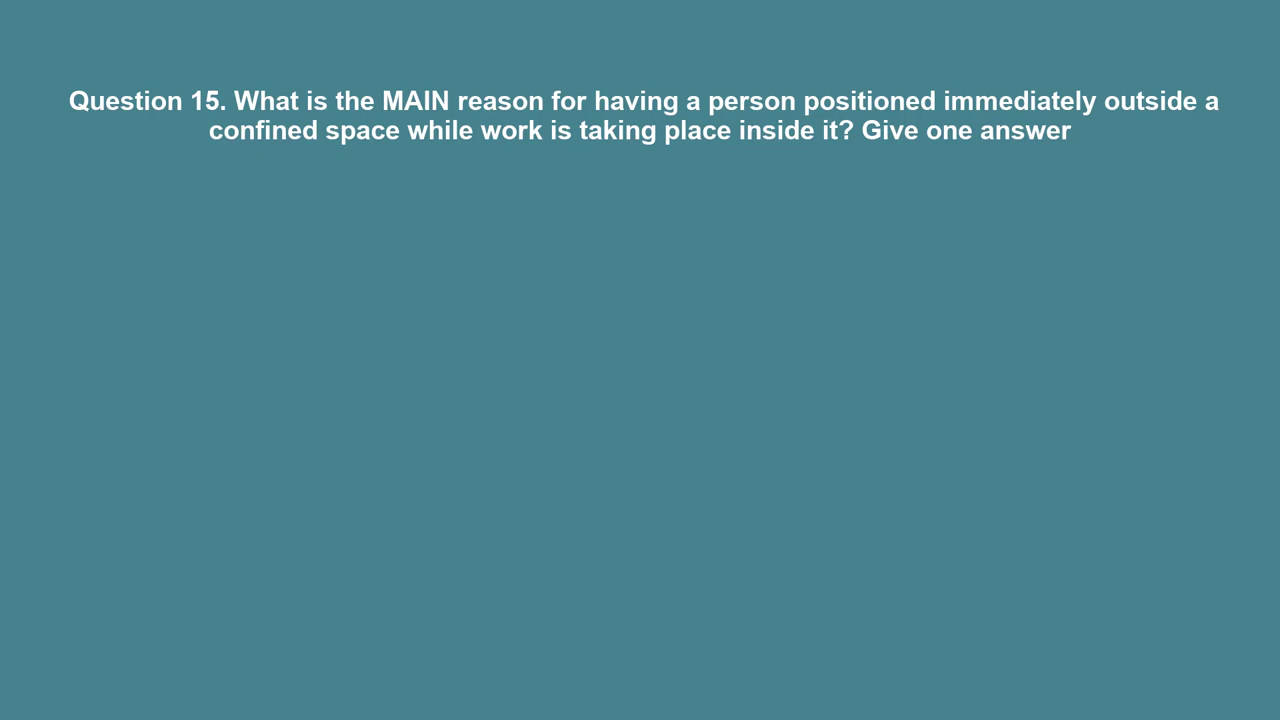 Question 15. What is the MAIN reason for having a person positioned immediately outside a
confined space while work is taking place inside it? Give one answer